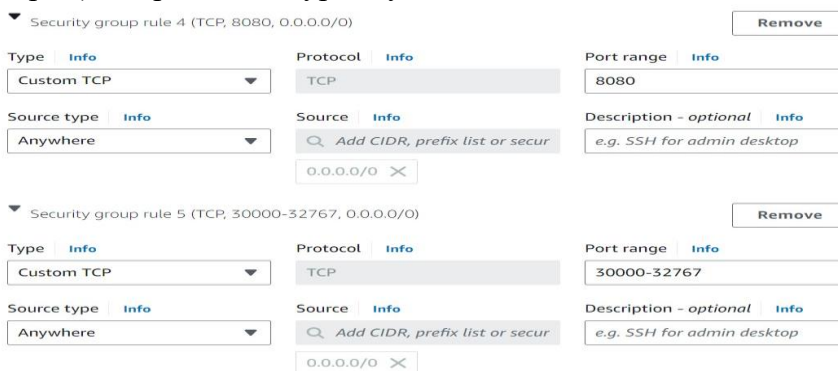 Security group rule 4 (TCP, 8080, 0.0.0.0/0) Remove
Type Info Protocol Info Port range Info
Custom TCP TCP 8080
Source type Info Source Info Description - optional Info
Anywhere Add CIDR, prefix list or secur e.g. SSH for admin desktop
0.0.0.0/0
Security group rule 5 (TCP, 30000-32767, 0.0.0.0/0) Remove
Type Info Protocol Info Port range Info
Custom TCP TCP 30000-32767
Source type Info Source Info Description - optional Info
Anywhere Add CIDR, prefix list or secur e.g. SSH for admin desktop
0.0.0.0/0